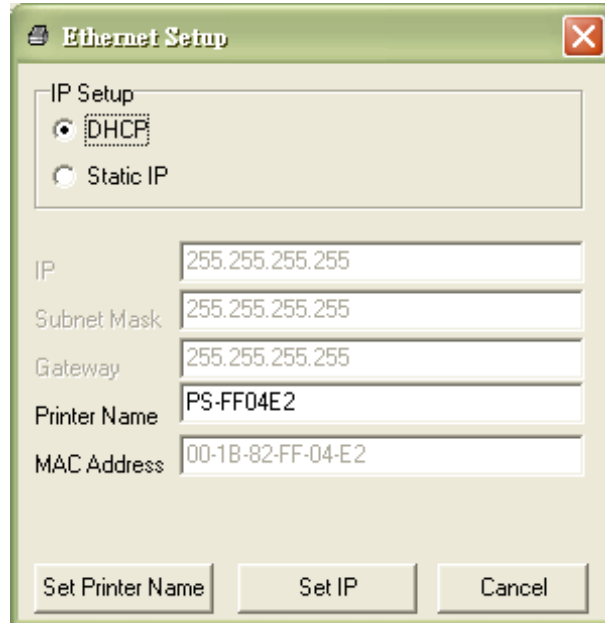 Ethernet Setup
IP Setup
DHCP
Static IP
IP 255.255.255.255
Subnet Mask 255.255.255.255
Gateway 255.255.255.255
Printer Name PS-FF04E2
MAC Address 00-1B-82-FF-04-E2
Set Printer Name Set IP Cancel